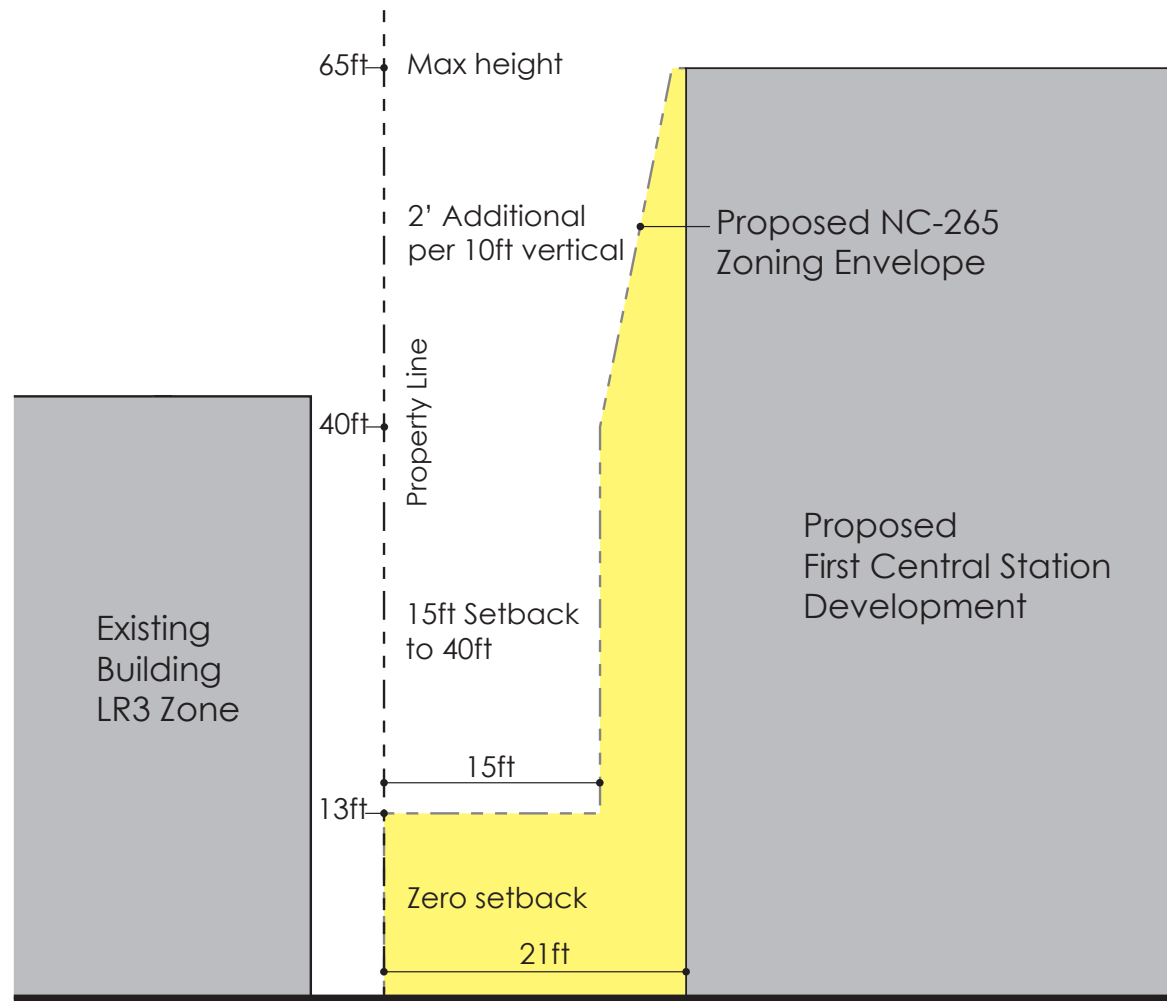 65ft
Max height
2' Additional
per 10ft vertical
Proposed NC-265
Zoning Envelope
Property Line
40ft
Proposed
First Central Station
Development
Existing
Building
LR3 Zone
15ft Setback
to 40ft
15ft
13ft
Zero setback
21ft